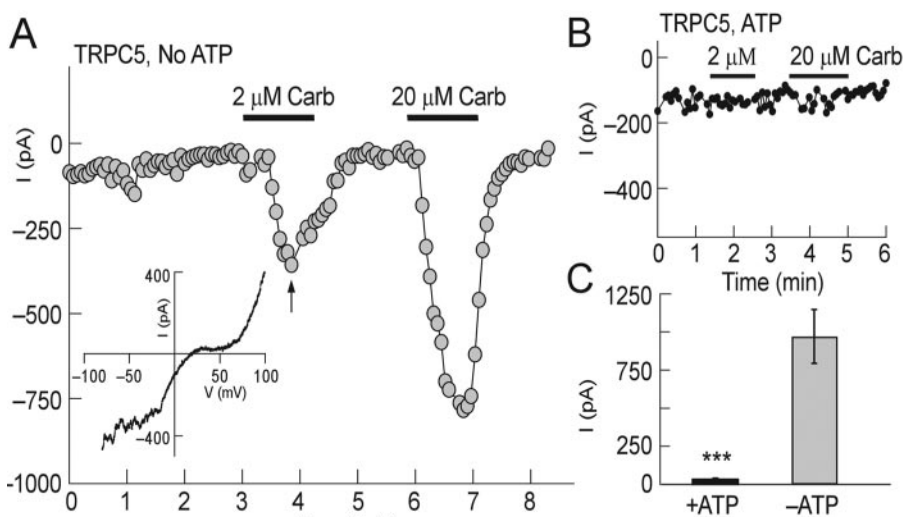 A
TRPC5, No ATP
2 μM Carb
20 μM Carb
I (pA)
0
−250
−500
−750
-1000
0 1 2 3 4 5 6 7 8
400
I (pA)
−100 −50 0 50 100
V (mV)
−400
B
TRPC5, ATP
2 μM
20 μM Carb
I (pA)
−0
−200
−400
0 1 2 3 4 5 6
Time (min)
C
I (pA)
1250
750
250
0
***
+ATP
−ATP